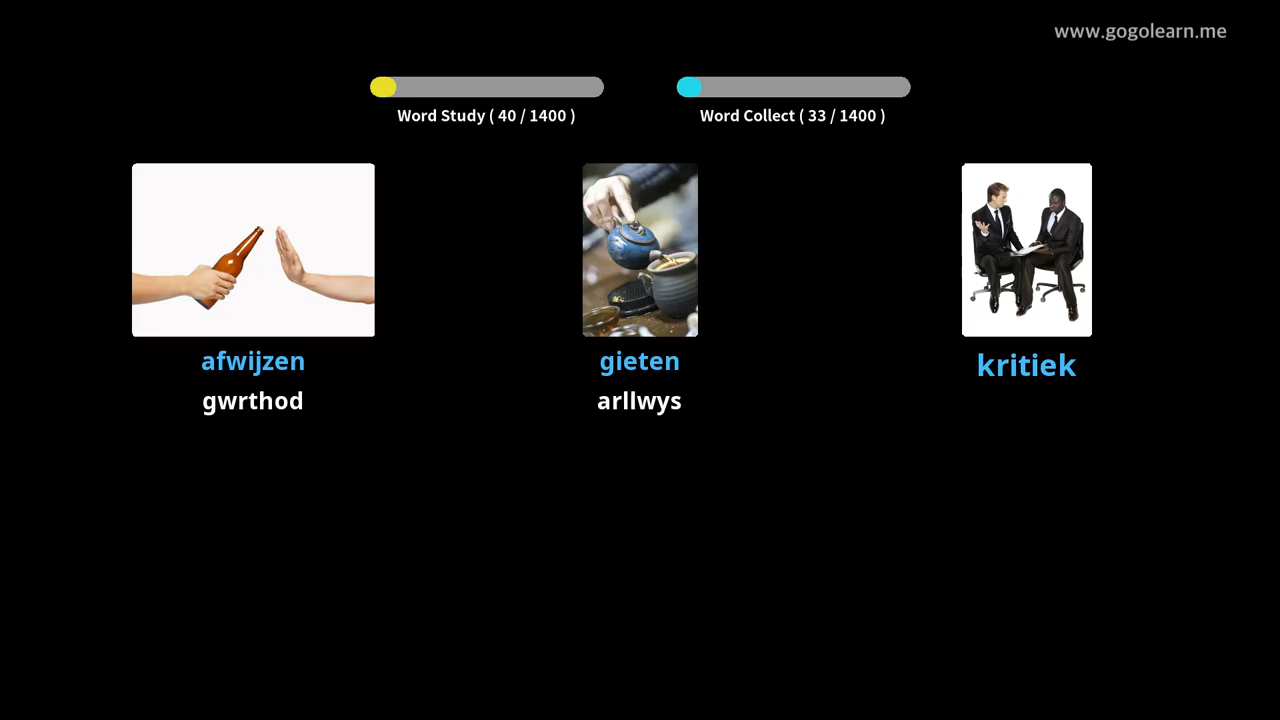 www.gogolearn.me
Word Study ( 40 / 1400 )
Word Collect ( 33 / 1400 )
afwijzen
gwrthod
gieten
arllwys
kritiek